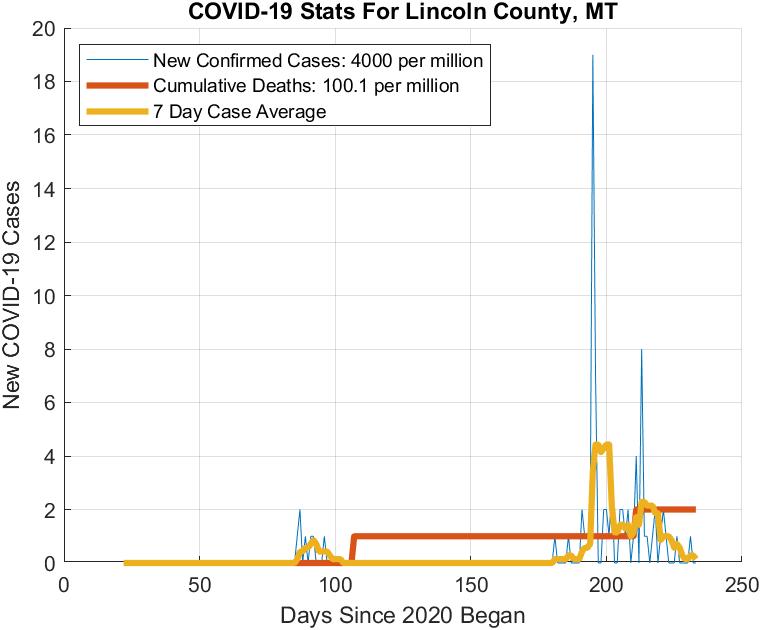 COVID-19 Stats For Lincoln County, MT
New Confirmed Cases: 4000 per million
Cumulative Deaths: 100.1 per million
7 Day Case Average
New COVID-19 Cases
20
18
16
14
12
10
8
6
4
2
0
0 50 100 150 200 250
Days Since 2020 Began